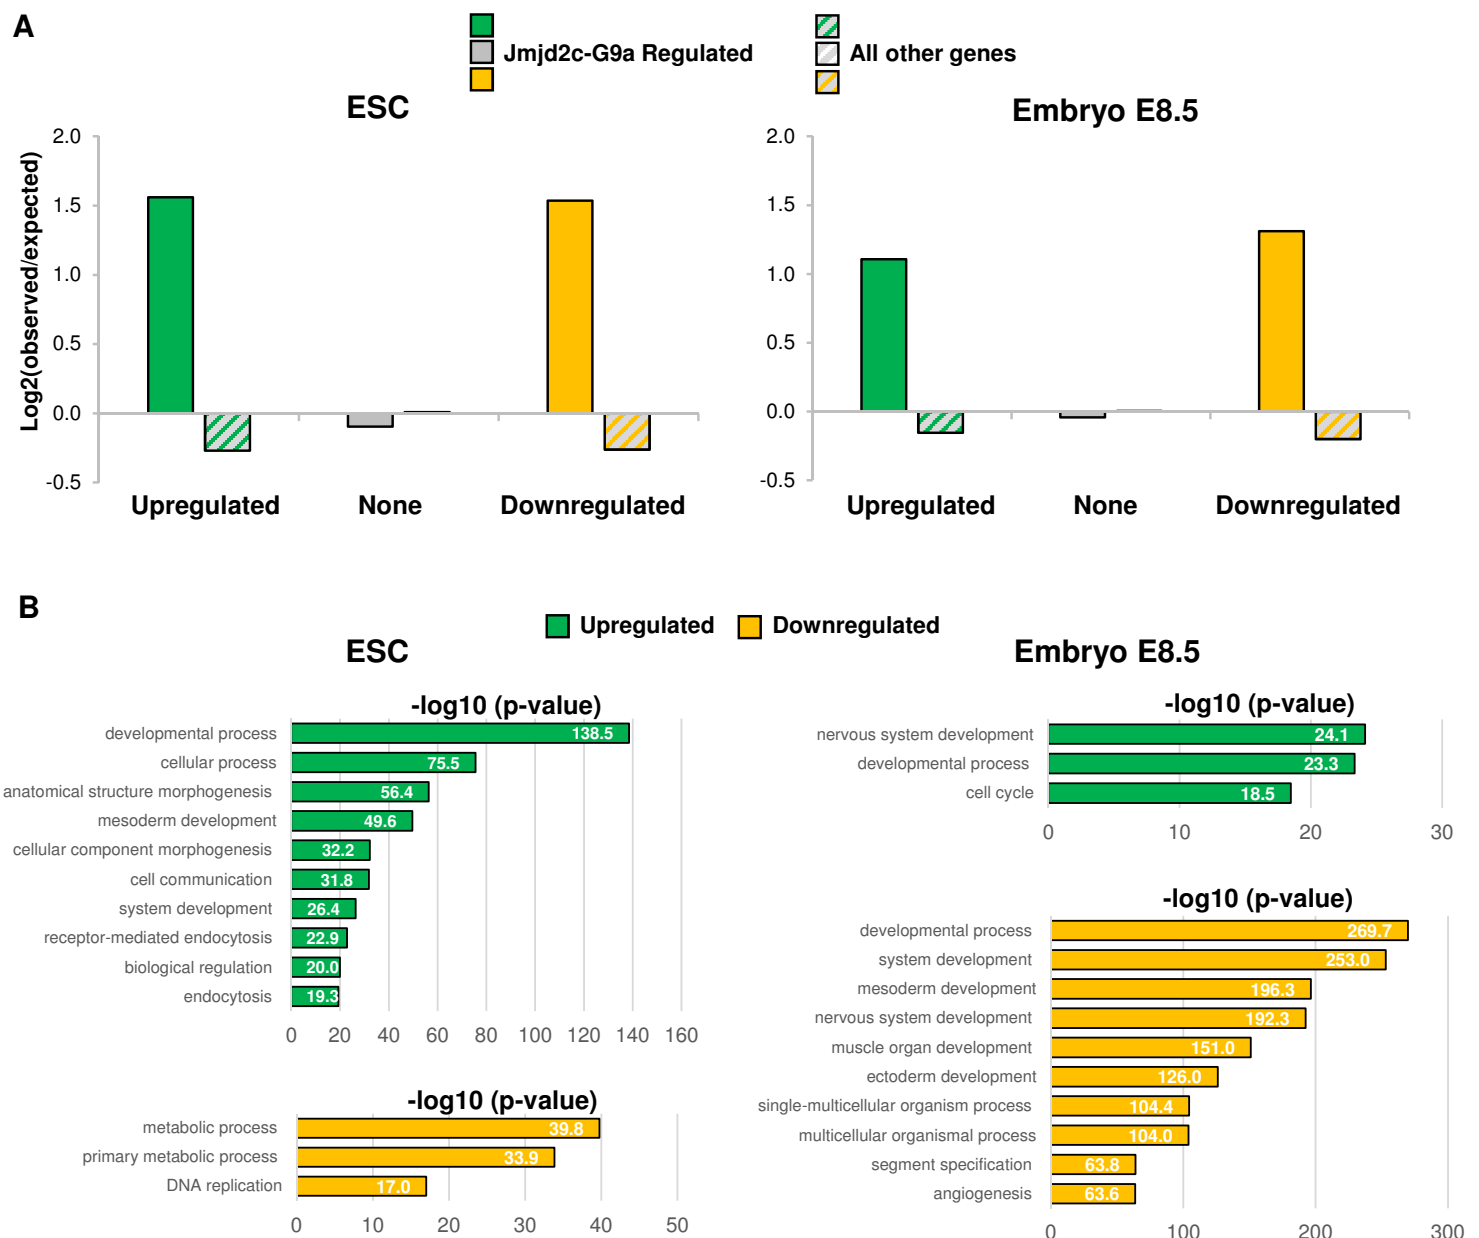 A
Jmjd2c-G9a Regulated
All other genes
ESC
Embryo E8.5
Log2(observed/expected)
2.0
1.5
1.0
0.5
0.0
-0.5
Upregulated None Downregulated
2.0
1.5
1.0
0.5
0.0
-0.5
Upregulated None Downregulated
B
Upregulated Downregulated
ESC
-log10 (p-value)
developmental process 138.5
cellular process 75.5
anatomical structure morphogenesis 56.4
mesoderm development 49.6
cellular component morphogenesis 32.2
cell communication 31.8
system development 26.4
receptor-mediated endocytosis 22.9
biological regulation 20.0
endocytosis 19.3
0 20 40 60 80 100 120 140 160
-log10 (p-value)
metabolic process 39.8
primary metabolic process 33.9
DNA replication 17.0
0 10 20 30 40 50
Embryo E8.5
-log10 (p-value)
nervous system development 24.1
developmental process 23.3
cell cycle 18.5
0 10 20 30
-log10 (p-value)
developmental process 269.7
system development 253.0
mesoderm development 196.3
nervous system development 192.3
muscle organ development 151.0
ectoderm development 126.0
single-multicellular organism process 104.4
multicellular organismal process 104.0
segment specification 63.8
angiogenesis 63.6
0 100 200 300